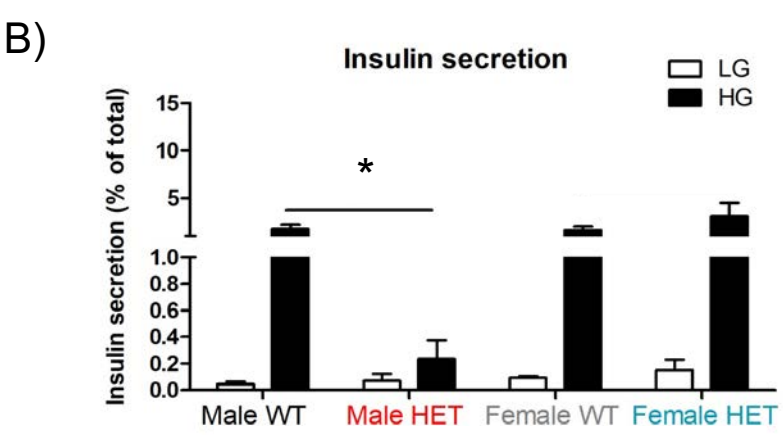 B)
Insulin secretion
LG
HG
Insulin secretion (% of total)
15
10
5
1.0
0.8
0.6
0.4
0.2
0.0
*
Male WT
Male HET
Female WT
Female HET